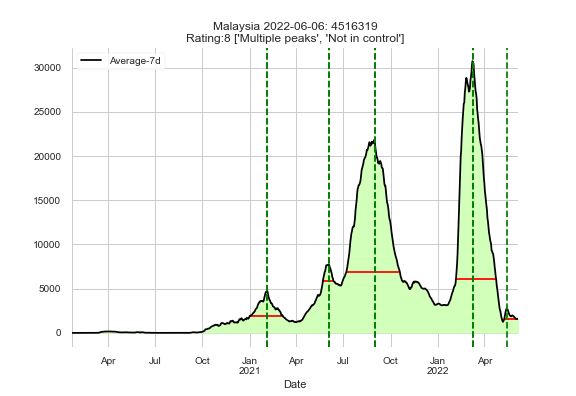 Malaysia 2022-06-06: 4516319
Rating:8 ['Multiple peaks', 'Not in control']
Average-7d
30000
25000
20000
15000
10000
5000
0
Apr Jul Oct Jan Apr Jul Oct Jan Apr
2021 2022
Date